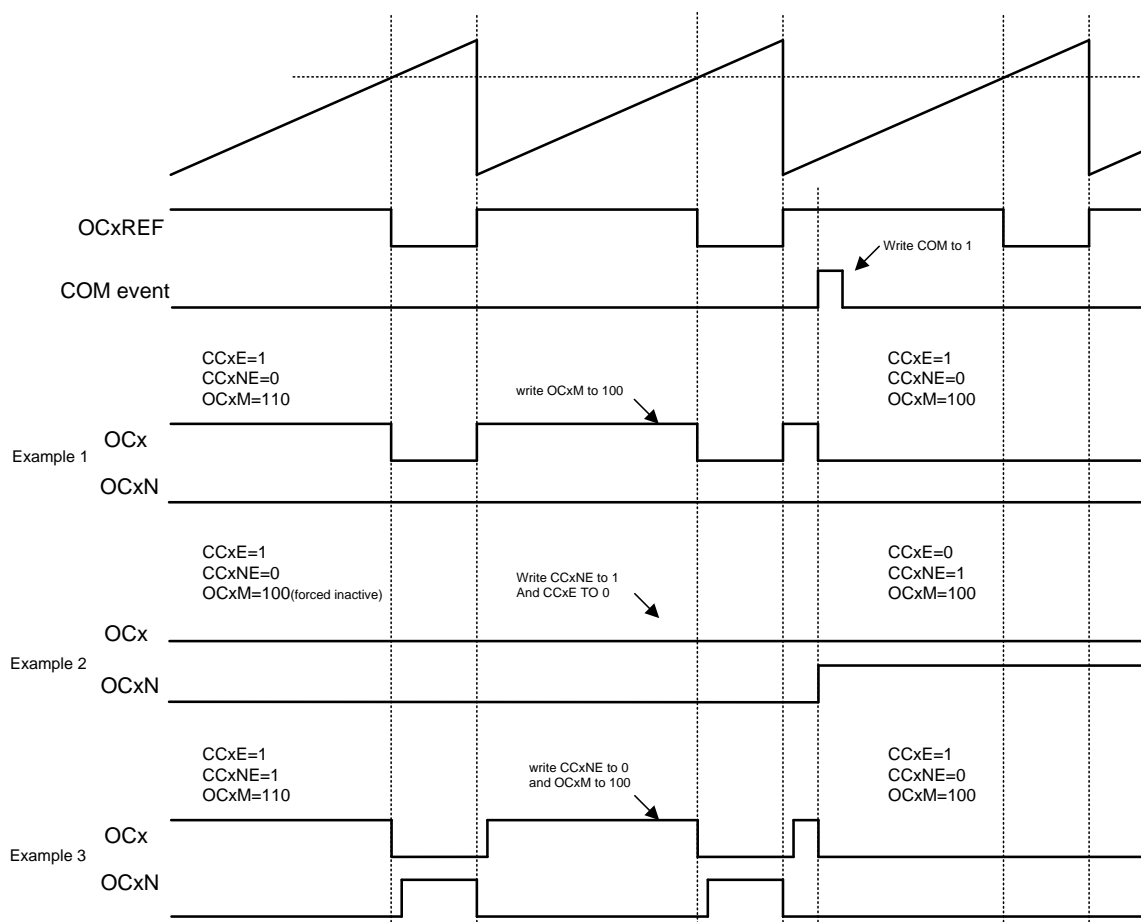 OCxREF
Write COM to 1
COM event
CCxE=1
CCxNE=0
OCxM=110
write OCxM to 100
CCxE=1
CCxNE=0
OCxM=100
OCx
Example 1
OCxN
CCxE=1
CCxNE=0
OCxM=100(forced inactive)
Write CCxNE to 1
And CCxE TO 0
CCxE=0
CCxNE=1
OCxM=100
OCx
Example 2
OCxN
CCxE=1
CCxNE=1
OCxM=110
write CCxNE to 0
and OCxM to 100
CCxE=1
CCxNE=0
OCxM=100
OCx
Example 3
OCxN